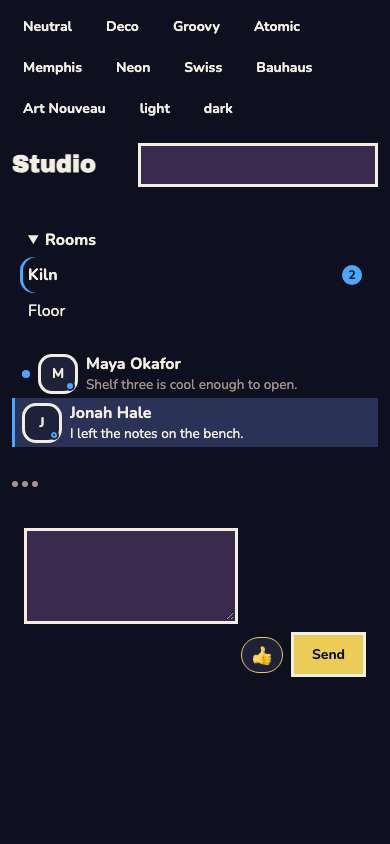 Neutral Deco Groovy Atomic
Memphis Neon Swiss Bauhaus
Art Nouveau light dark
Studio
▼ Rooms
Kiln 2
Floor
M Maya Okafor
Shelf three is cool enough to open.
J Jonah Hale
I left the notes on the bench.
👍 Send